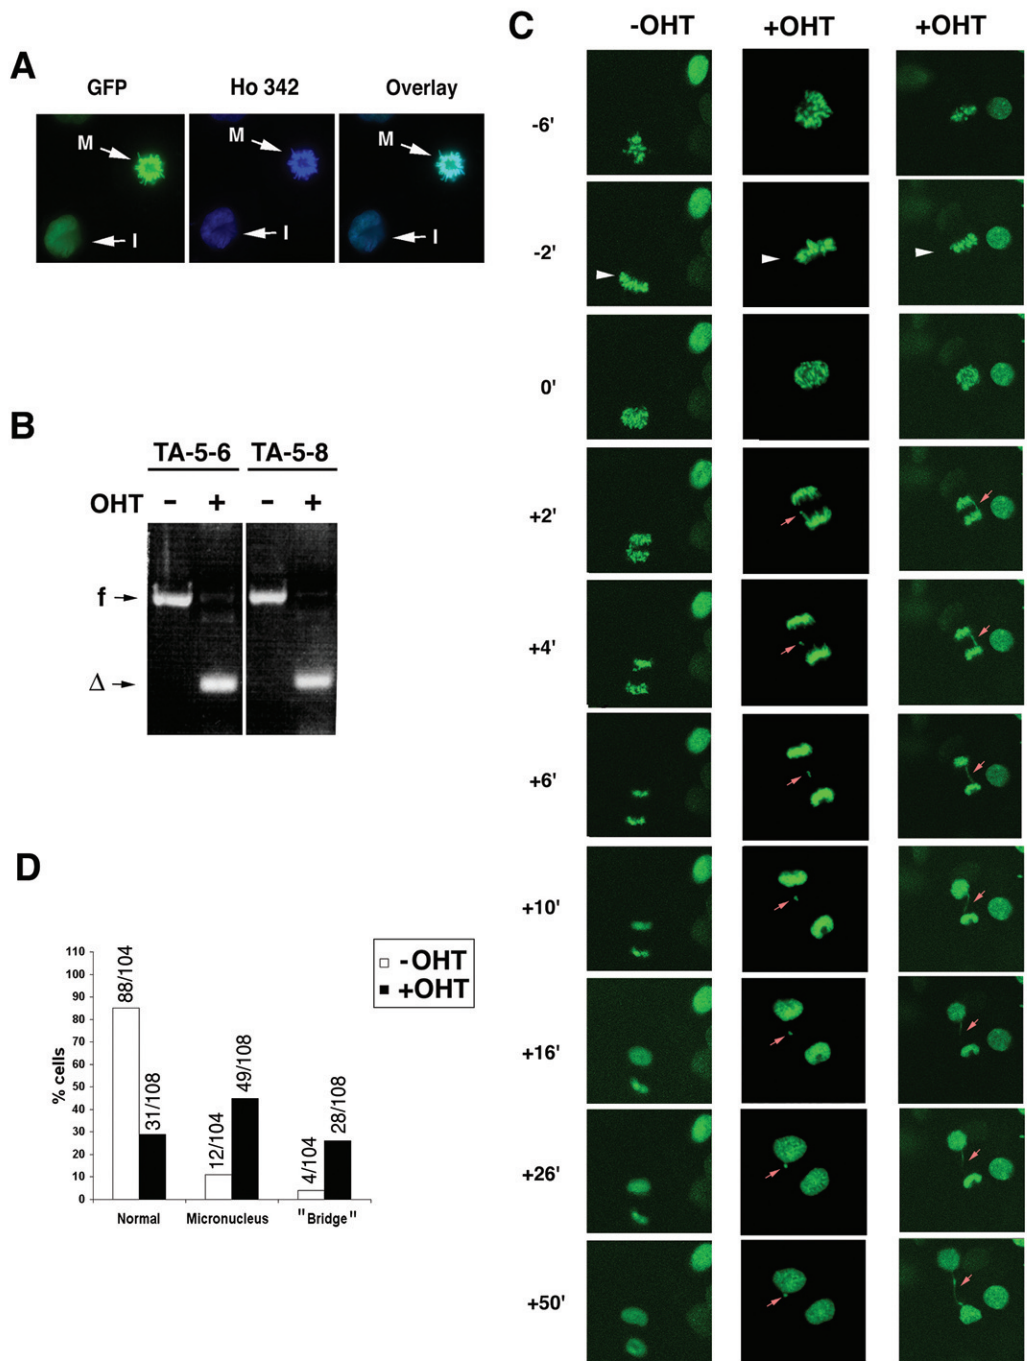 A
GFP
Ho 342
Overlay
M
M
M
I
I
I
B
TA-5-6
TA-5-8
OHT
-
+
-
+
f
Δ
C
-OHT
+OHT
+OHT
-6'
-2'
0'
+2'
+4'
+6'
+10'
+16'
+26'
+50'
D
% cells
110
100
90
80
70
60
50
40
30
20
10
0
88/104
31/108
12/104
49/108
4/104
28/108
Normal
Micronucleus
"Bridge"
-OHT
+OHT